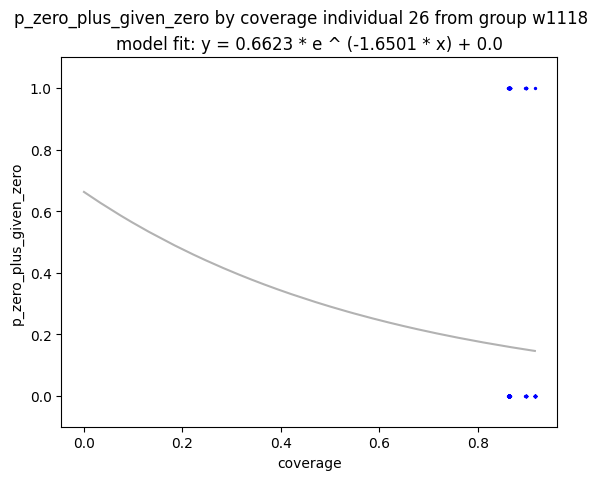 p_zero_plus_given_zero by coverage individual 26 from group w1118
model fit: y = 0.6623 * e ^ (-1.6501 * x) + 0.0
1.0
0.8
0.6
0.4
0.2
0.0
p_zero_plus_given_zero
0.0 0.2 0.4 0.6 0.8
coverage